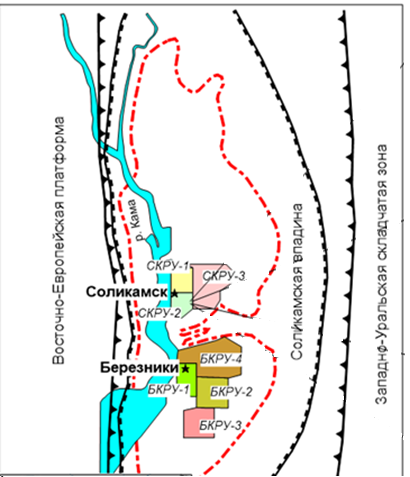 Восточно-Европейская платформа
р. Кама
СКРУ-1
СКРУ-3
Соликамск
СКРУ-2
Соликамская впадина
Западно-Уральская складчатая зона
БКРУ-4
Березники
БКРУ-1
БКРУ-2
БКРУ-3